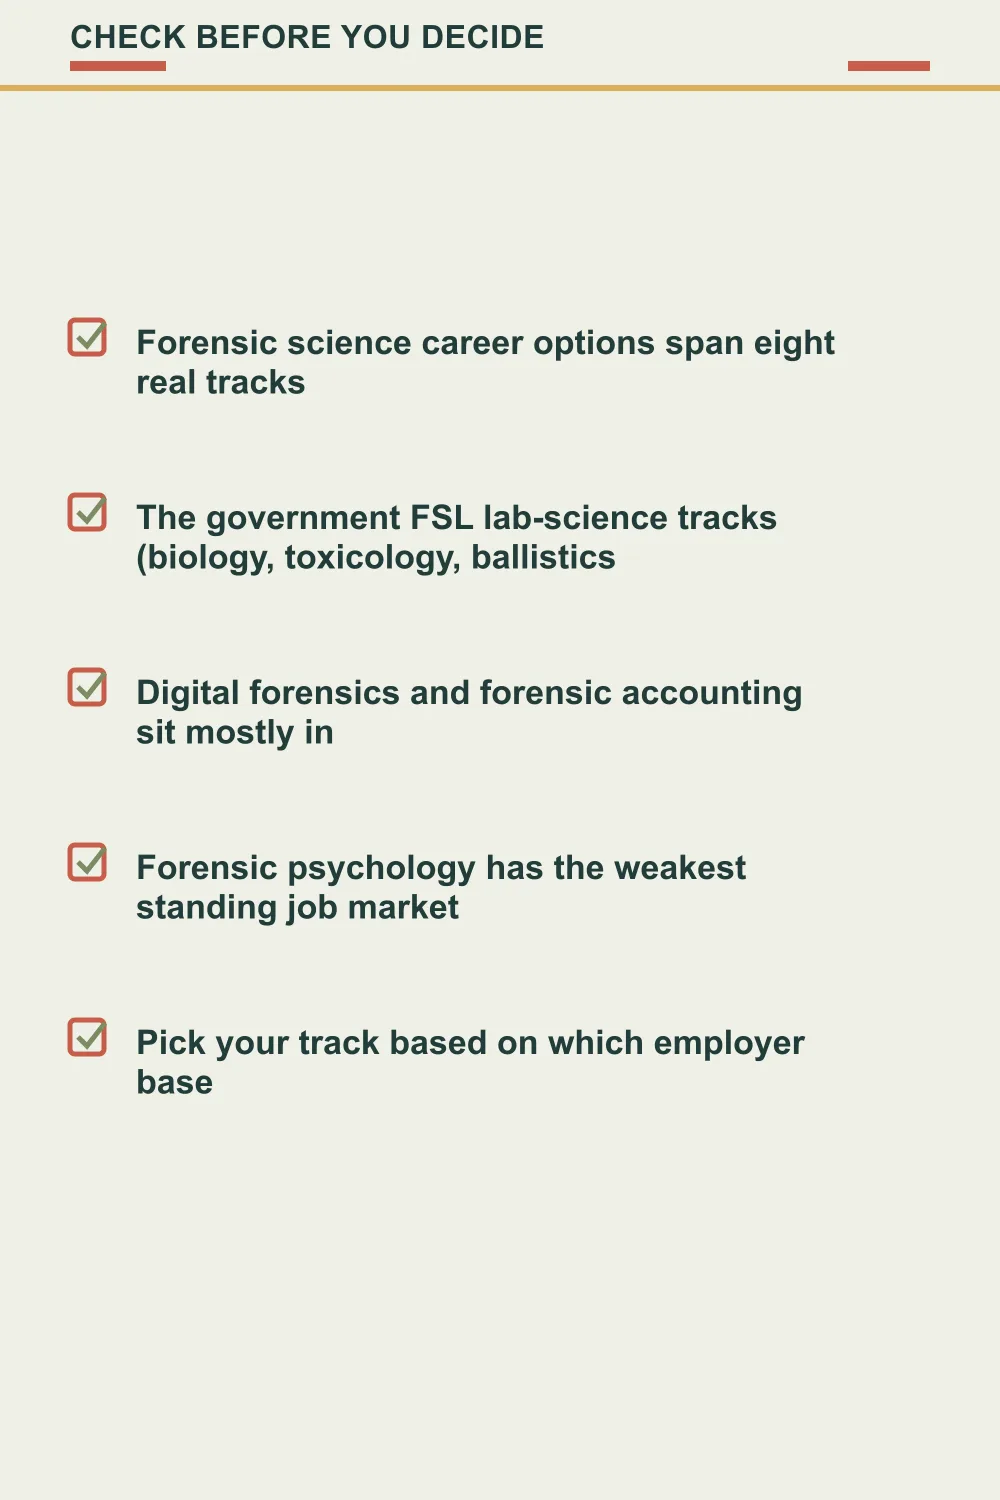 CHECK BEFORE YOU DECIDE
Forensic science career options span eight
real tracks
The government FSL lab-science tracks
(biology, toxicology, ballistics
Digital forensics and forensic accounting
sit mostly in
Forensic psychology has the weakest
standing job market
Pick your track based on which employer
base